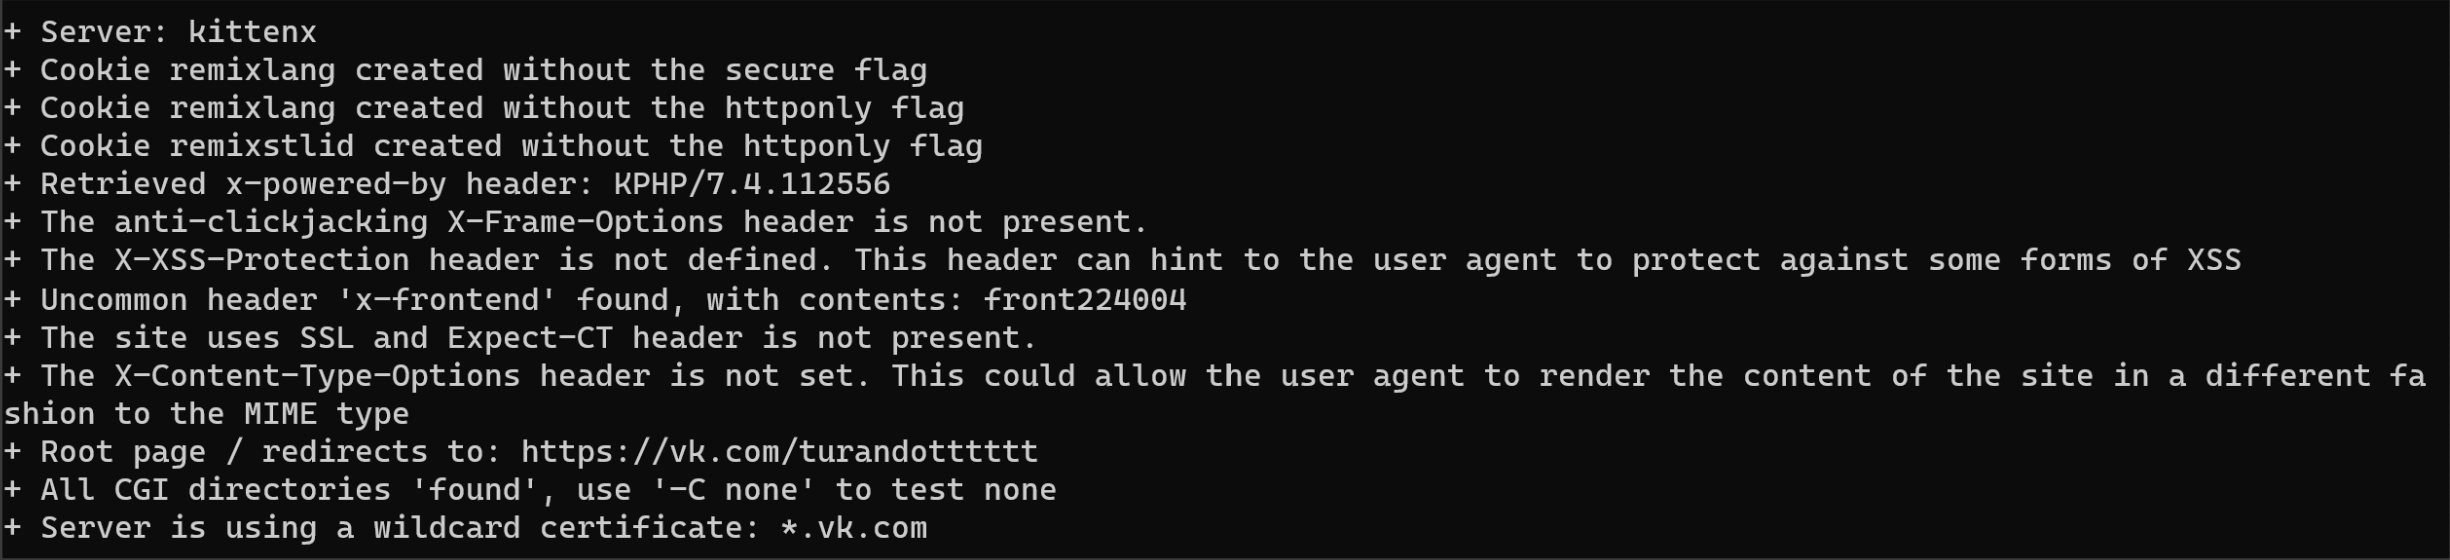 + Server: kittenx
+ Cookie remixlang created without the secure flag
+ Cookie remixlang created without the httponly flag
+ Cookie remixstlid created without the httponly flag
+ Retrieved x-powered-by header: KPHP/7.4.112556
+ The anti-clickjacking X-Frame-Options header is not present.
+ The X-XSS-Protection header is not defined. This header can hint to the user agent to protect against some forms of XSS
+ Uncommon header 'x-frontend' found, with contents: front224004
+ The site uses SSL and Expect-CT header is not present.
+ The X-Content-Type-Options header is not set. This could allow the user agent to render the content of the site in a different fa
shion to the MIME type
+ Root page / redirects to: https://vk.com/turandotttttt
+ All CGI directories 'found', use '-C none' to test none
+ Server is using a wildcard certificate: *.vk.com